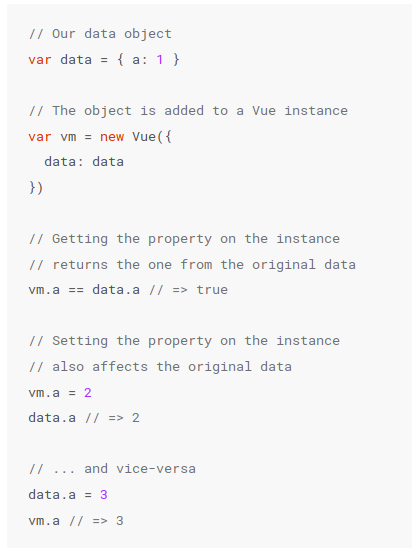 // Our data object
var data = { a: 1 }
// The object is added to a Vue instance
var vm = new Vue({
  data: data
})
// Getting the property on the instance
// returns the one from the original data
vm.a == data.a // => true
// Setting the property on the instance
// also affects the original data
vm.a = 2
data.a // => 2
// ... and vice-versa
data.a = 3
vm.a // => 3